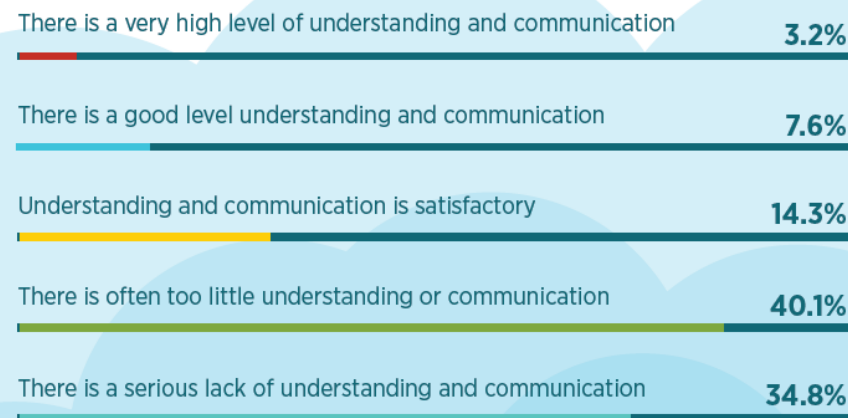 There is a very high level of understanding and communication
3.2%
There is a good level understanding and communication
7.6%
Understanding and communication is satisfactory
14.3%
There is often too little understanding or communication
40.1%
There is a serious lack of understanding and communication
34.8%